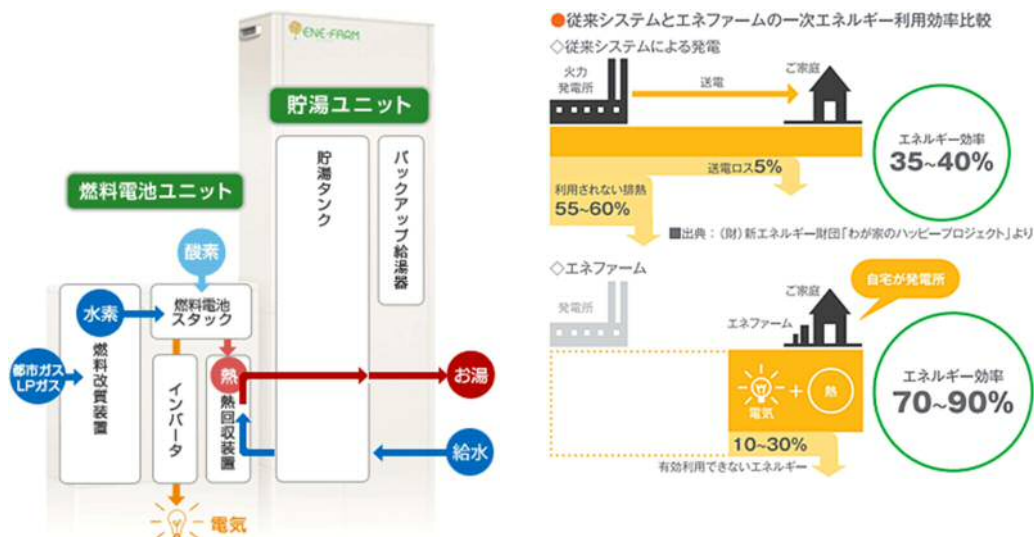 ENE-FARM
貯湯ユニット
燃料電池ユニット
貯湯タンク
バックアップ給湯器
酸素
水素
燃料電池
スタック
都市ガス
LPガス
燃料改質装置
インバータ
熱
熱回収装置
お湯
給水
電気
●従来システムとエネファームの一次エネルギー利用効率比較
◇従来システムによる発電
火力
発電所
送電
ご家庭
エネルギー効率
35~40%
送電ロス5%
利用されない排熱
55~60%
■出典：(財)新エネルギー財団「わが家のハッピープロジェクト」より
◇エネファーム
発電所
ご家庭
自宅が発電所
エネファーム
電気
+
熱
エネルギー効率
70~90%
10~30%
有効利用できないエネルギー